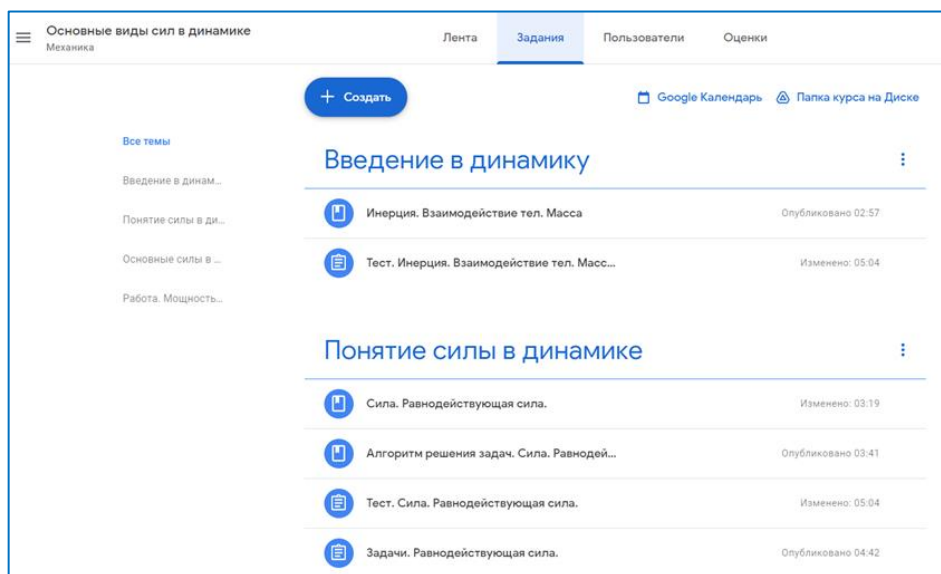 Основные виды сил в динамике
Механика
Лента
Задания
Пользователи
Оценки
Создать
Google Календарь
Папка курса на Диске
Все темы
Введение в динам...
Понятие силы в ди...
Основные силы в ...
Работа. Мощность...
Введение в динамику
Инерция. Взаимодействие тел. Масса
Опубликовано 02:57
Тест. Инерция. Взаимодействие тел. Масс...
Изменено: 05:04
Понятие силы в динамике
Сила. Равнодействующая сила.
Изменено: 03:19
Алгоритм решения задач. Сила. Равнодей...
Опубликовано 03:41
Тест. Сила. Равнодействующая сила.
Изменено: 05:04
Задачи. Равнодействующая сила.
Опубликовано 04:42